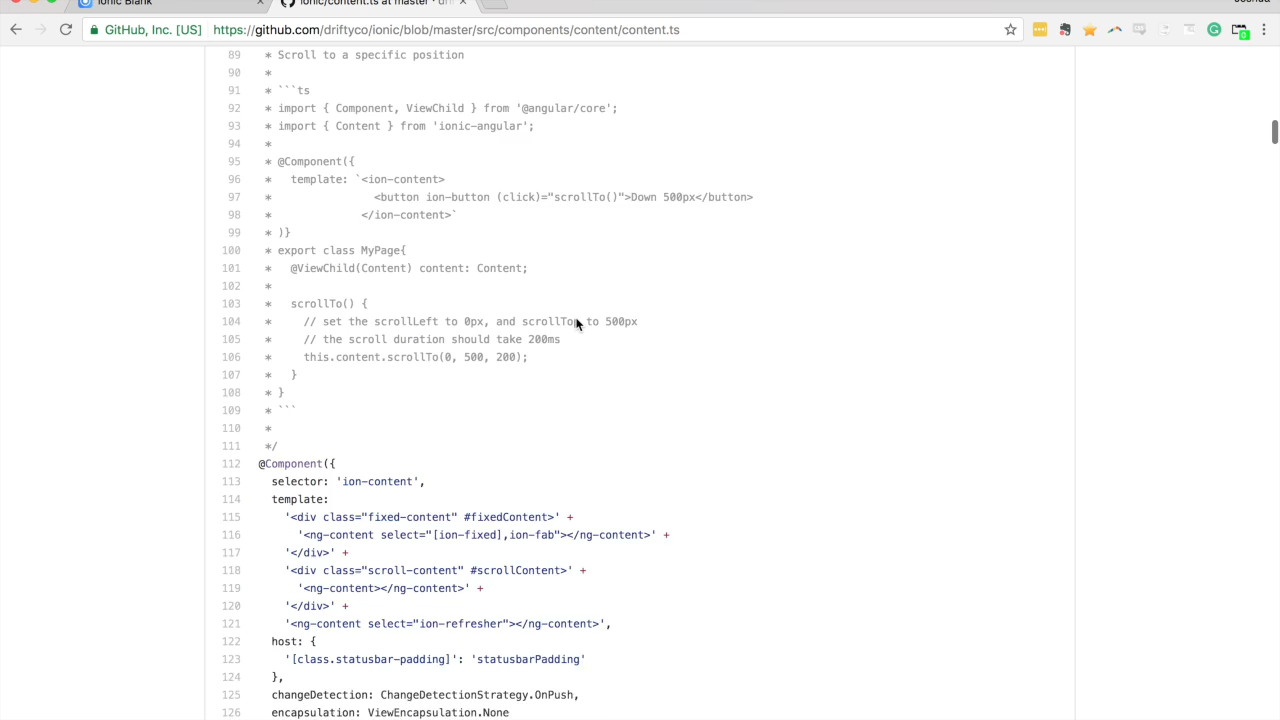 Ionic Blank
ionic/content.ts at master · drif
Joshua
GitHub, Inc. [US]
https://github.com/driftyco/ionic/blob/master/src/components/content/content.ts
0
89 * Scroll to a specific position
90 *
91 * ```ts
92 * import { Component, ViewChild } from '@angular/core';
93 * import { Content } from 'ionic-angular';
94 *
95 * @Component({
96 *   template: `<ion-content>
97 *                <button ion-button (click)="scrollTo()">Down 500px</button>
98 *              </ion-content>`
99 * )}
100 * export class MyPage{
101 *   @ViewChild(Content) content: Content;
102 *
103 *   scrollTo() {
104 *     // set the scrollLeft to 0px, and scrollTop to 500px
105 *     // the scroll duration should take 200ms
106 *     this.content.scrollTo(0, 500, 200);
107 *   }
108 * }
109 * ```
110 *
111 */
112 @Component({
113   selector: 'ion-content',
114   template:
115     '<div class="fixed-content" #fixedContent>' +
116       '<ng-content select="[ion-fixed],ion-fab"></ng-content>' +
117     '</div>' +
118     '<div class="scroll-content" #scrollContent>' +
119       '<ng-content></ng-content>' +
120     '</div>' +
121     '<ng-content select="ion-refresher"></ng-content>',
122   host: {
123     '[class.statusbar-padding]': 'statusbarPadding'
124   },
125   changeDetection: ChangeDetectionStrategy.OnPush,
126   encapsulation: ViewEncapsulation.None